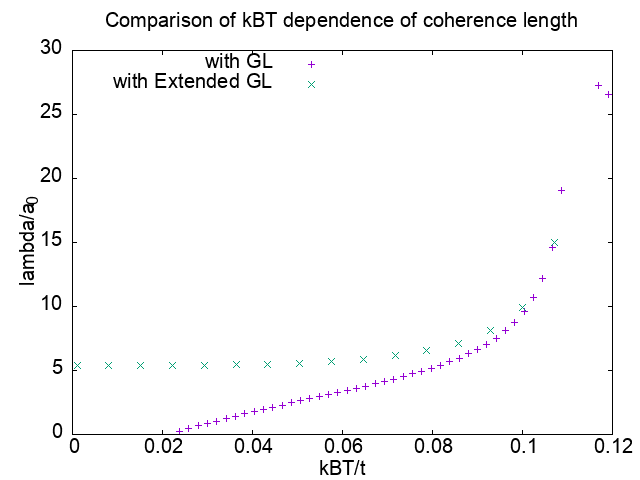 Comparison of kBT dependence of coherence length
with GL
with Extended GL
lambda/a0
30
25
20
15
10
5
0
0 0.02 0.04 0.06 0.08 0.1 0.12
kBT/t